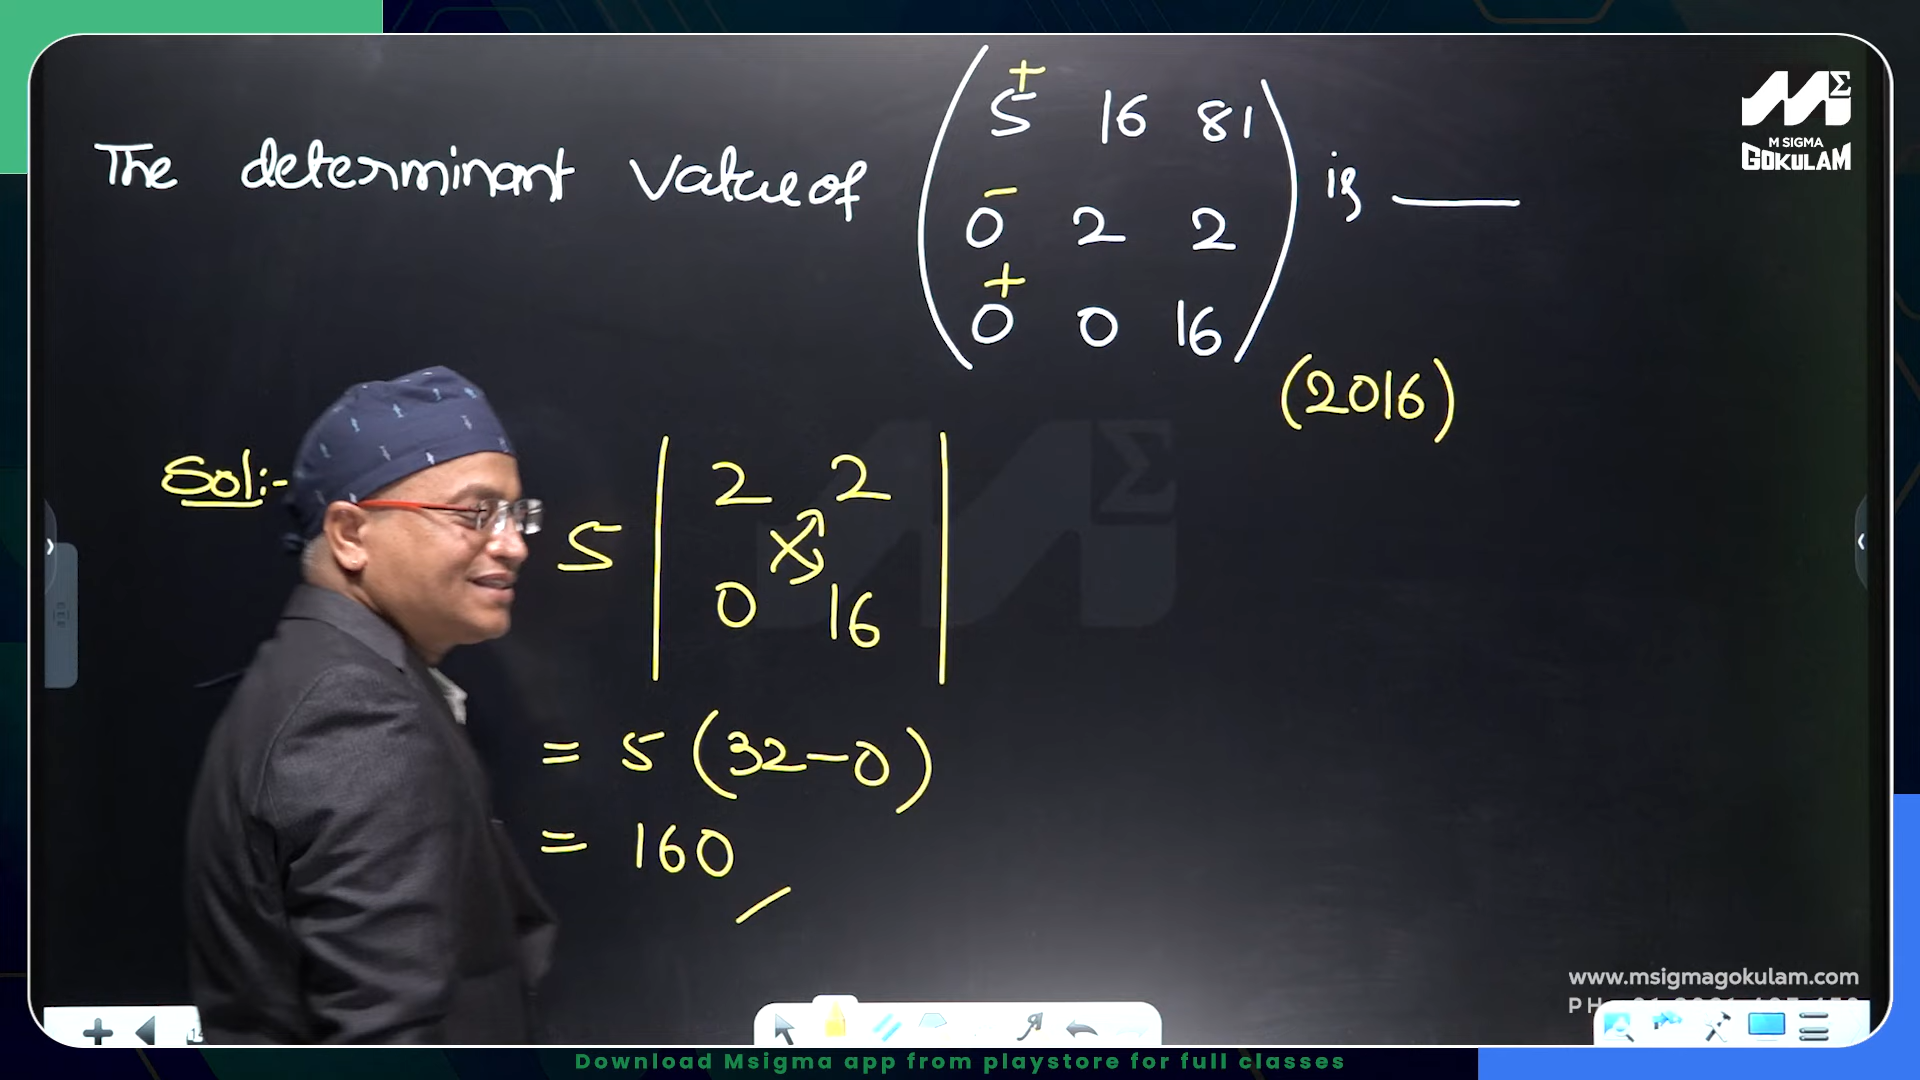 M SIGMA
GOKULAM
The determinant value of
5 16 81
0 2 2
0 0 16
+
-
+
is ____
(2016)
Sol:-
5 | 2 2 |
| 0 16 |
= 5 (32-0)
= 160
www.msigmagokulam.com
Download Msigma app from playstore for full classes